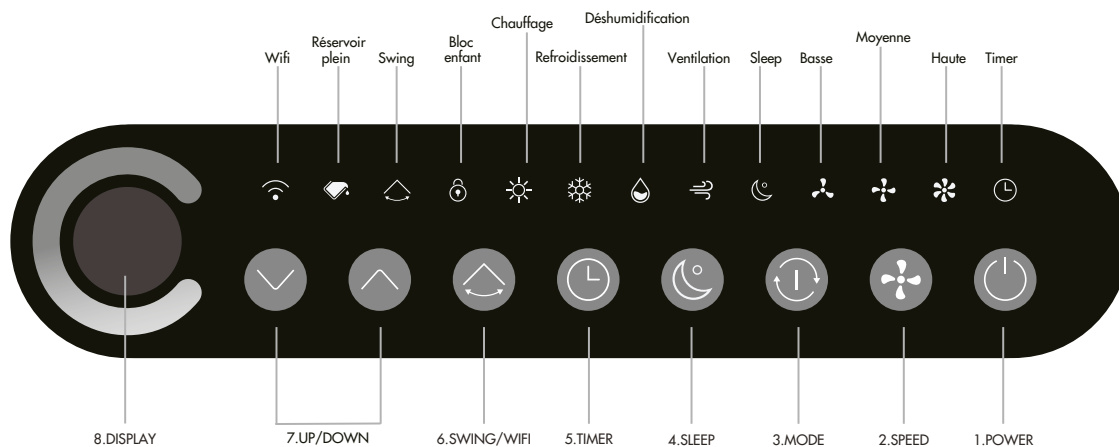 Chauffage
Déshumidification
Réservoir
plein
Bloc
enfant
Moyenne
Wifi
Swing
Refroidissement
Ventilation
Sleep
Basse
Haute
Timer
8.DISPLAY
7.UP/DOWN
6.SWING/WIFI
5.TIMER
4.SLEEP
3.MODE
2.SPEED
1.POWER